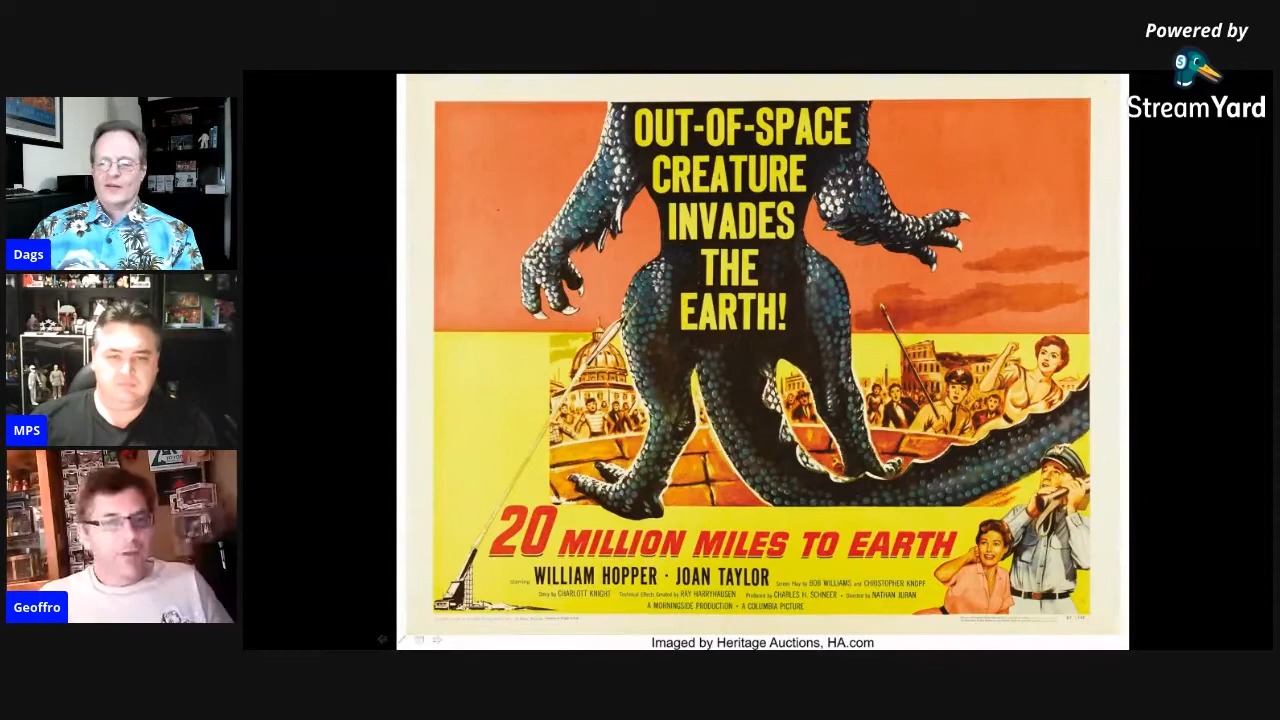 Powered by
StreamYard
Dags
MPS
Geoffro
OUT-OF-SPACE
CREATURE
INVADES
THE
EARTH!
20 MILLION MILES TO EARTH
Starring WILLIAM HOPPER · JOAN TAYLOR Screen Play by BOB WILLIAMS and CHRISTOPHER KNOPF
Story by CHARLOTT KNIGHT Technical Effects Created by RAY HARRYHAUSEN Produced by CHARLES H. SCHNEER · Directed by NATHAN JURAN
A MORNINGSIDE PRODUCTION · A COLUMBIA PICTURE
Imaged by Heritage Auctions, HA.com